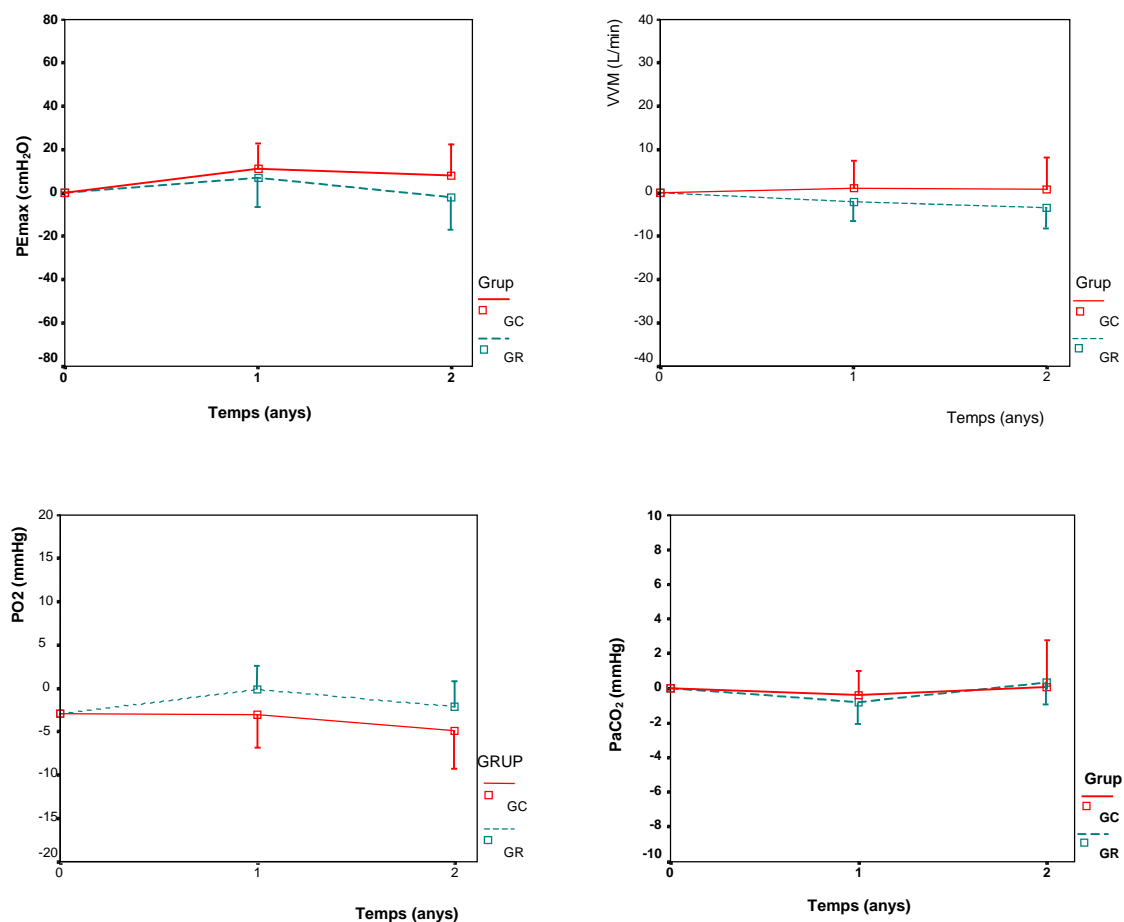 80
60
40
20
0
-20
-40
-60
-80
PEmax (cmH₂O)
0
1
2
Temps (anys)
Grup
GC
GR
40
30
20
10
0
-10
-20
-30
-40
VVM (L/min)
0
1
2
Temps (anys)
Grup
GC
GR
20
15
10
5
0
-5
-10
-15
-20
PO2 (mmHg)
0
1
2
Temps (anys)
GRUP
GC
GR
10
8
6
4
2
0
-2
-4
-6
-8
-10
PaCO₂ (mmHg)
0
1
2
Temps (anys)
Grup
GC
GR